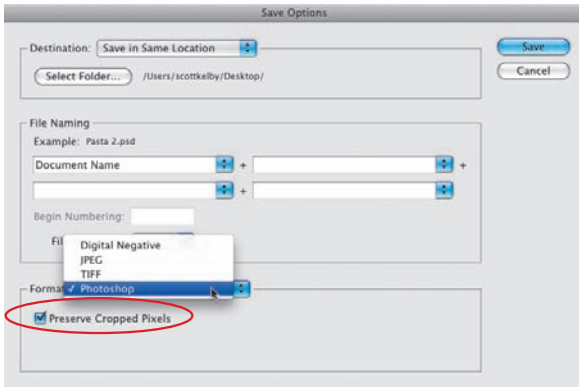 Save Options
Destination: Save in Same Location
Save
Select Folder... /Users/scottkelby/Desktop/
Cancel
File Naming
Example: Pasta 2.psd
Document Name + +
+
Begin Numbering:
Fil
Digital Negative
JPEG
TIFF
Format ✓ Photoshop
Preserve Cropped Pixels